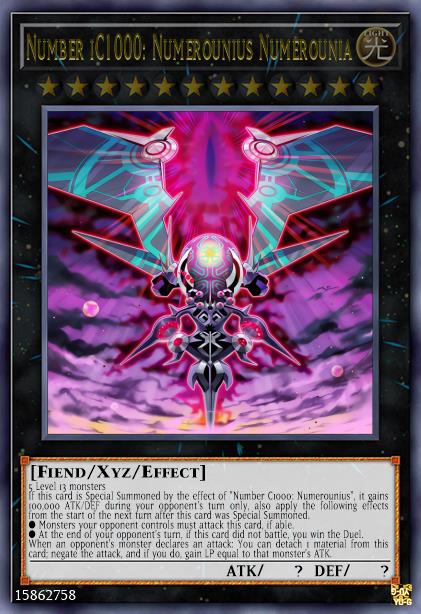 Number iC1000: Numerounius Numerounia
LIGHT
光
[Fiend/Xyz/Effect]
5 Level 13 monsters
If this card is Special Summoned by the effect of "Number C1000: Numerounius", it gains
100,000 ATK/DEF during your opponent's turn only, also apply the following effects
from the start of the next turn after this card was Special Summoned.
● Monsters your opponent controls must attack this card, if able.
● At the end of your opponent's turn, if this card did not battle, you win the Duel.
When an opponent's monster declares an attack: You can detach 1 material from this
card; negate the attack, and if you do, gain LP equal to that monster's ATK.
ATK/ ? DEF/ ?
15862758